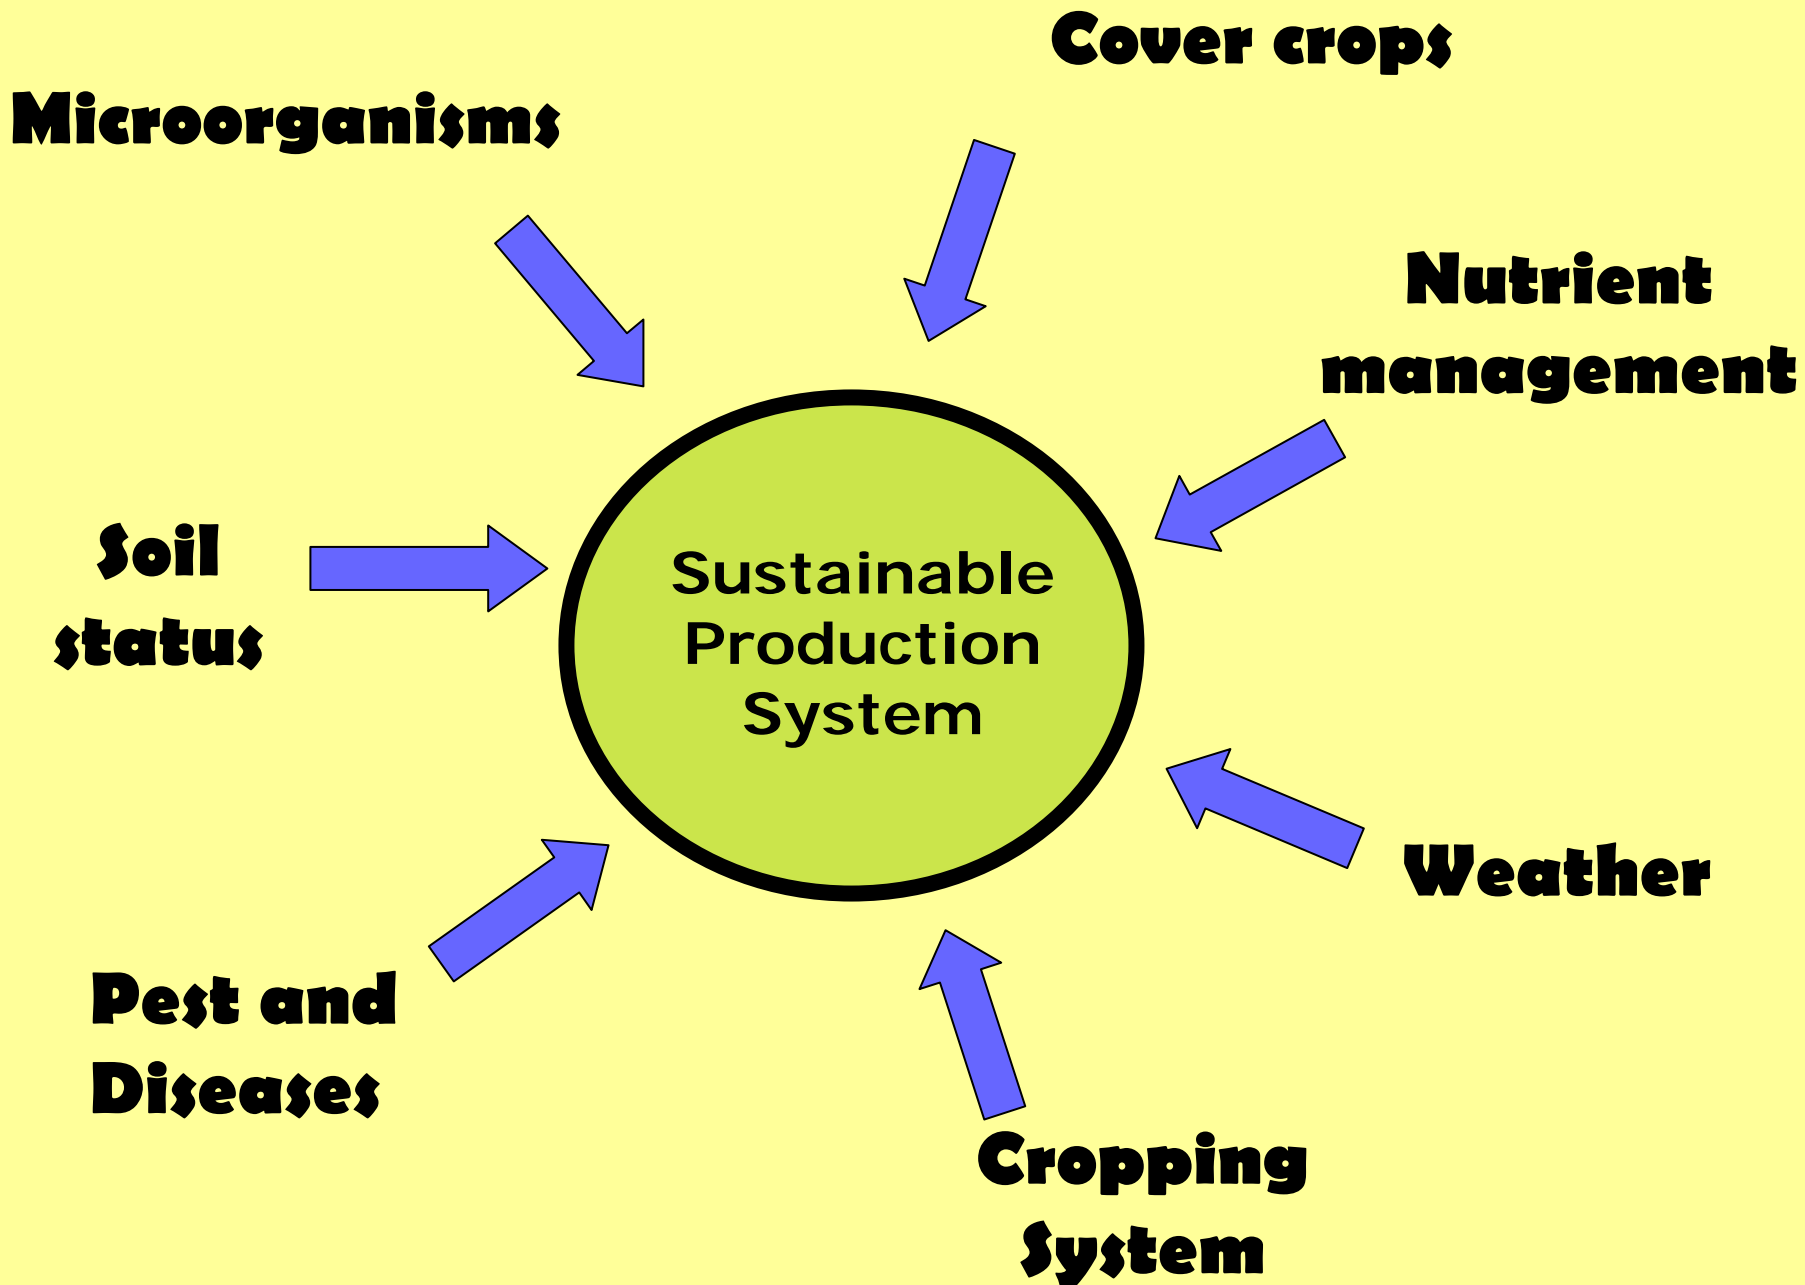 Cover crops
Microorganisms
Nutrient
management
Soil
status
Sustainable
Production
System
Weather
Pest and
Diseases
Cropping
System